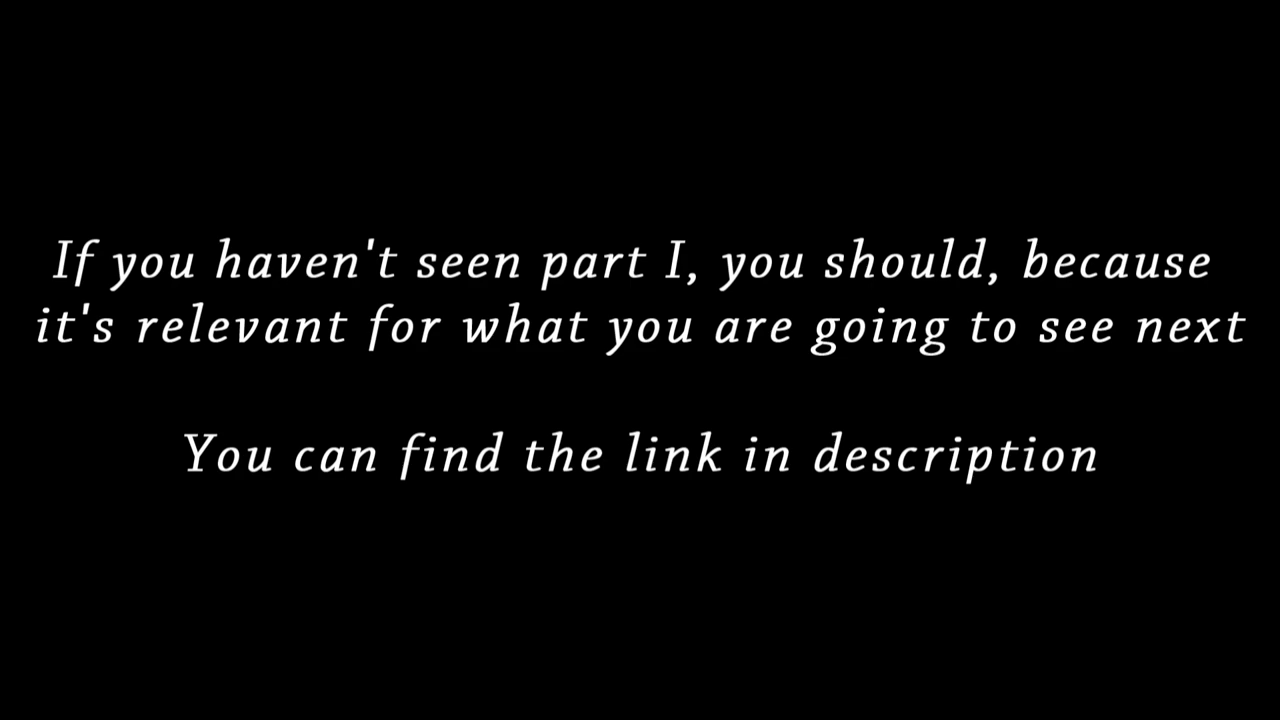 If you haven't seen part I, you should, because
it's relevant for what you are going to see next
You can find the link in description